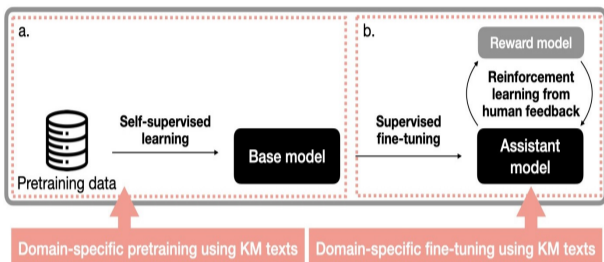 a.
Self-supervised
learning
Pretraining data
Base model
Supervised
fine-tuning
b.
Reward model
Reinforcement
learning from
human feedback
Assistant
model
Domain-specific pretraining using KM texts
Domain-specific fine-tuning using KM texts